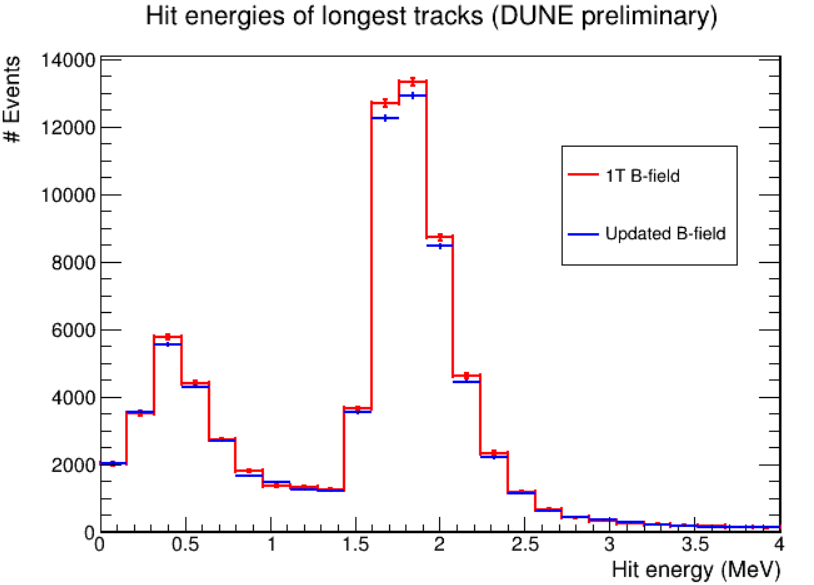 Hit energies of longest tracks (DUNE preliminary)
# Events
14000
12000
10000
8000
6000
4000
2000
0
1T B-field
Updated B-field
0 0.5 1 1.5 2 2.5 3 3.5 4
Hit energy (MeV)